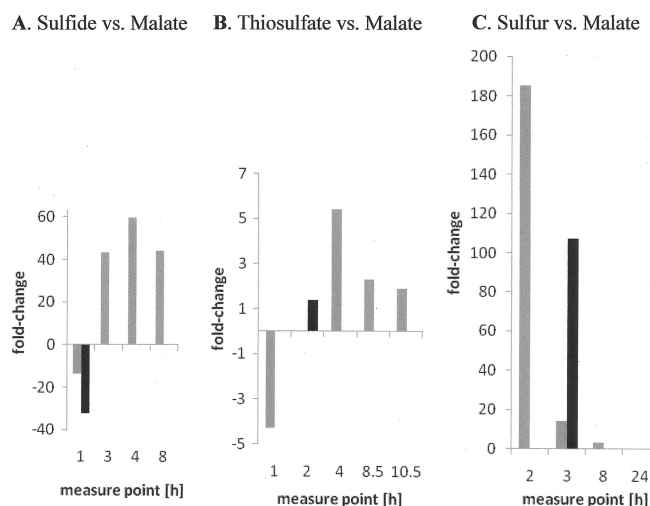 A. Sulfide vs. Malate
B. Thiosulfate vs. Malate
C. Sulfur vs. Malate
fold-change
60
40
20
0
-20
-40
1 3 4 8
measure point [h]
fold-change
7
5
3
1
-1
-3
-5
1 2 4 8.5 10.5
measure point [h]
fold-change
200
180
160
140
120
100
80
60
40
20
0
2 3 8 24
measure point [h]